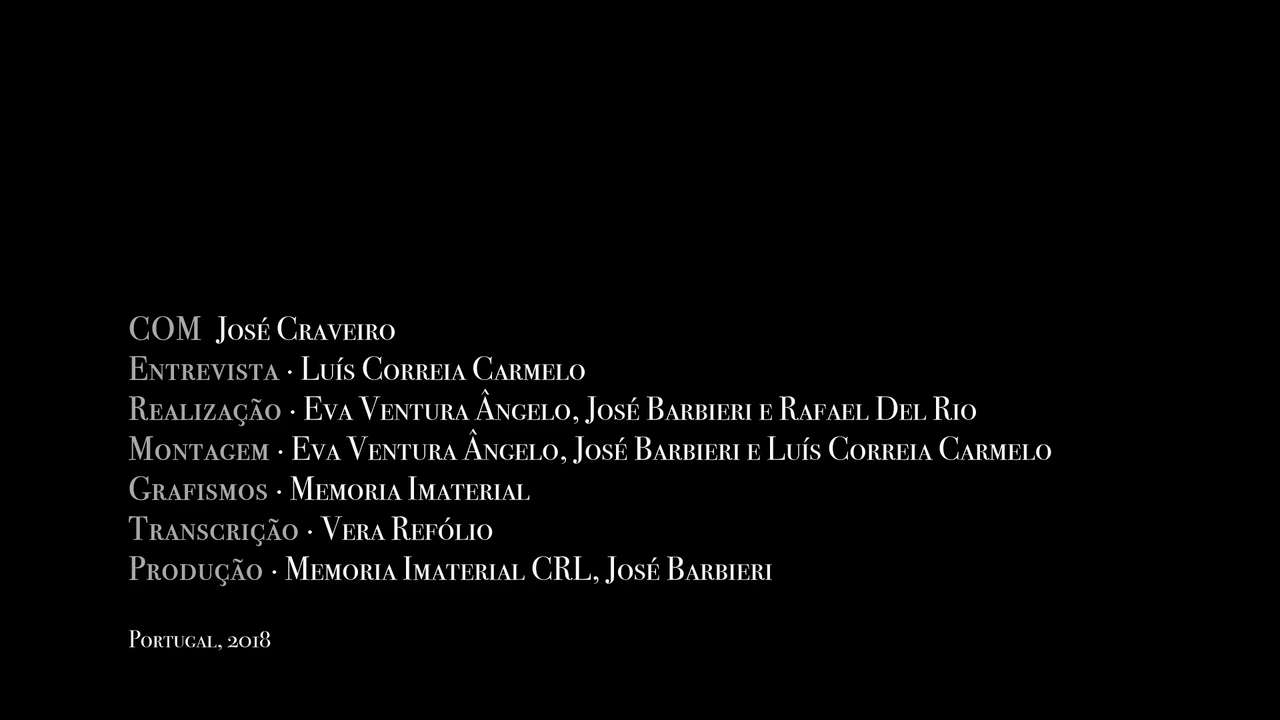 COM José Craveiro
Entrevista · Luís Correia Carmelo
Realização · Eva Ventura Ângelo, José Barbieri e Rafael Del Rio
Montagem · Eva Ventura Ângelo, José Barbieri e Luís Correia Carmelo
Grafismos · Memoria Imaterial
Transcrição · Vera Refólio
Produção · Memoria Imaterial CRL, José Barbieri
Portugal, 2018